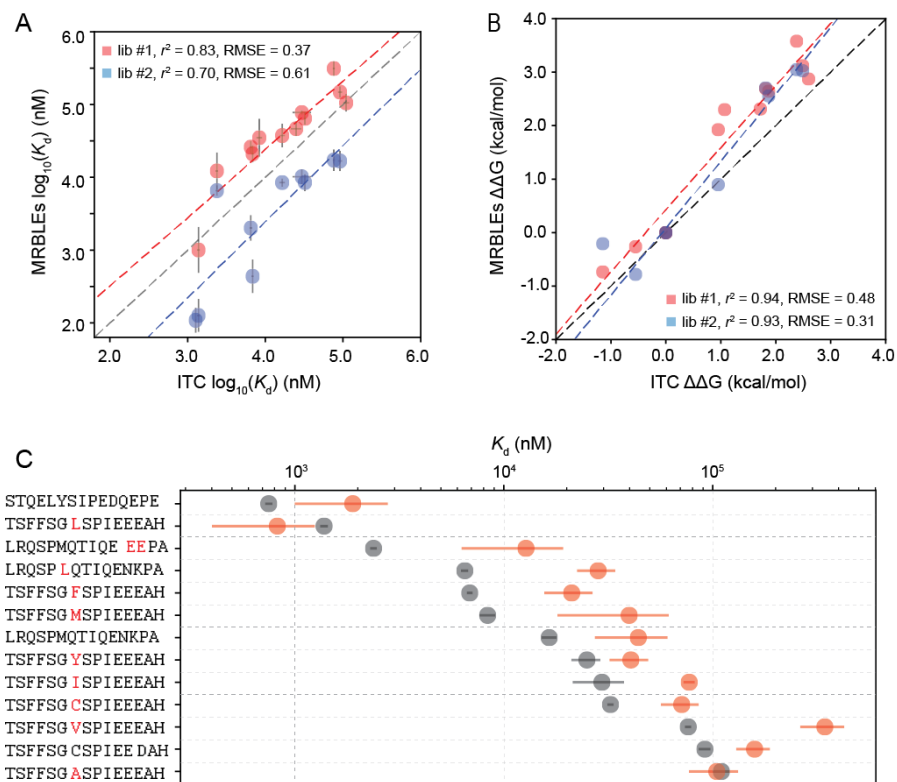 A
6.0
5.0
4.0
3.0
2.0
MRBLEs log10(Kd) (nM)
lib #1, r² = 0.83, RMSE = 0.37
lib #2, r² = 0.70, RMSE = 0.61
2.0 3.0 4.0 5.0 6.0
ITC log10(Kd) (nM)
B
4.0
3.0
2.0
1.0
0.0
-1.0
-2.0
MRBLEs ΔΔG (kcal/mol)
lib #1, r² = 0.94, RMSE = 0.48
lib #2, r² = 0.93, RMSE = 0.31
-2.0 -1.0 0.0 1.0 2.0 3.0 4.0
ITC ΔΔG (kcal/mol)
C
Kd (nM)
10³ 10⁴ 10⁵
STQELYSIPEDQEPE
TSFFSGLSPIEEEAH
LRQSPMQTIQE EEPA
LRQSPLQTIQENKPA
TSFFSGFSPIEEEAH
TSFFSGMSPIEEEAH
LRQSPMQTIQENKPA
TSFFSGYSPIEEEAH
TSFFSGISPIEEEAH
TSFFSGCSPIEEEAH
TSFFSGVSPIEEEAH
TSFFSGCSPIEE DAH
TSFFSGASPIEEEAH